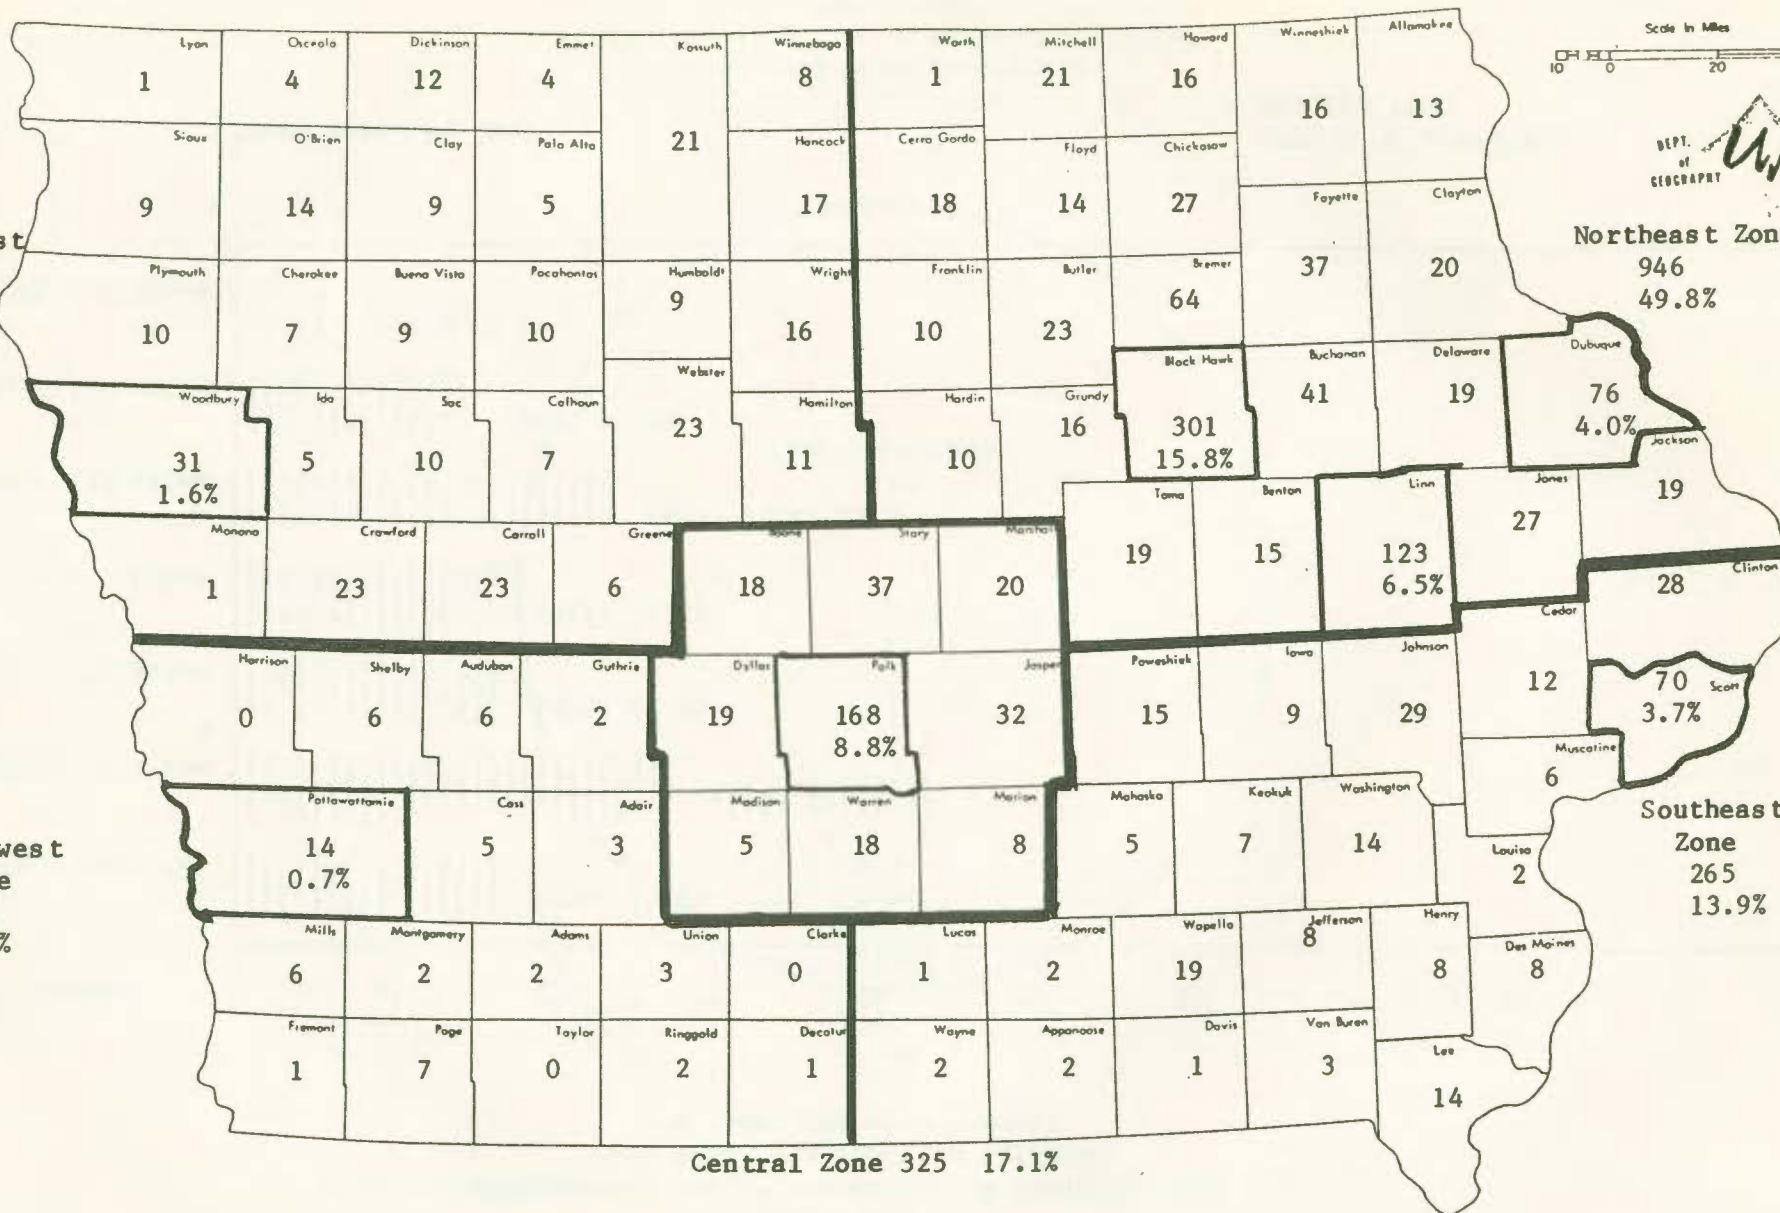 Lyon Osceola Dickinson Emmet Kossuth Winnebago Worth Mitchell Howard Winneshiek Allamakee
Scale In Miles
10 0 20
1 4 12 4 21 8 1 21 16 16 13
Sioux O'Brien Clay Palo Alto Hancock Cerro Gordo Floyd Chickasaw
DEPT.
of
GEOGRAPHY
9 14 9 5 17 18 14 27
Fayette Clayton
37 20
Northeast Zon
946
49.8%
st
Plymouth Cherokee Buena Vista Pocahontas Humboldt Wright Franklin Butler Bremer
10 7 9 10 9 16 10 23 64
Webster Black Hawk Buchanan Delaware Dubuque
23 301 41 19 76
15.8% 4.0%
Woodbury Ida Sac Calhoun Hamilton Hardin Grundy
31 5 10 7 11 10 16
1.6%
Tama Benton Linn Jones Jackson
19 15 123 27 19
6.5%
Monona Crawford Carroll Greene Boone Story Marshall
1 23 23 6 18 37 20
Clinton
28
Cedar
12
Harrison Shelby Auduban Guthrie Dallas Polk Jasper Poweshiek Iowa Johnson
0 6 6 2 19 168 32 15 9 29
8.8%
70 Scott
3.7%
Muscatine
6
Pottawattamie Cass Adair Madison Warren Marion Mahaska Keokuk Washington
14 5 3 5 18 8 5 7 14
0.7%
Louisa
2
Southeast
Zone
265
13.9%
west
e
%
Mills Montgomery Adams Union Clarke Lucas Monroe Wapello Jefferson Henry Des Moines
6 2 2 3 0 1 2 19 8 8 8
Fremont Page Taylor Ringgold Decatur Wayne Appanoose Davis Van Buren Lee
1 7 0 2 1 2 2 1 3 14
Central Zone 325 17.1%